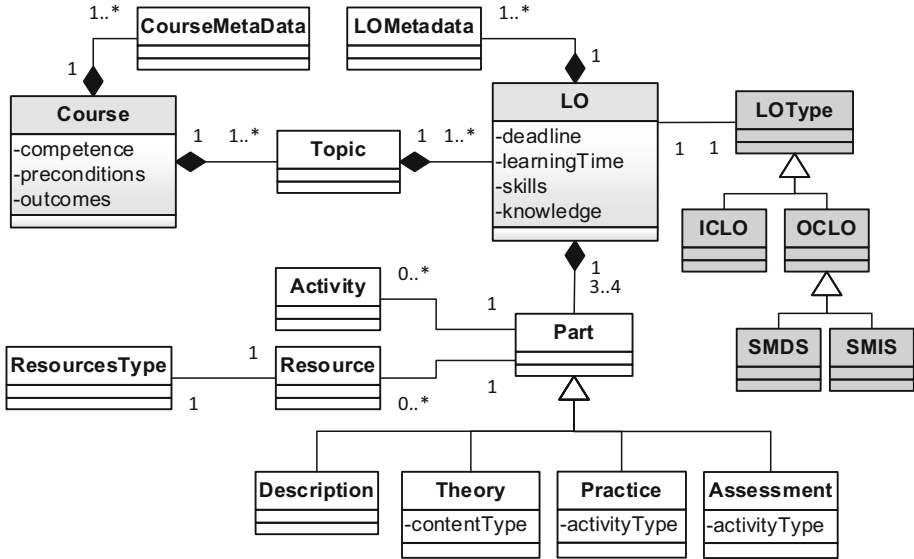 1..*
CourseMetaData
1
LOMetadata
1..*
1
Course
-competence
-preconditions
-outcomes
1
1..*
Topic
1
1..*
LO
-deadline
-learningTime
-skills
-knowledge
1
1
LOType
ICLO
OCLO
SMDS
SMIS
1
3..4
Activity
0..*
1
Part
ResourcesType
1
1
Resource
0..*
1
Description
Theory
-contentType
Practice
-activityType
Assessment
-activityType